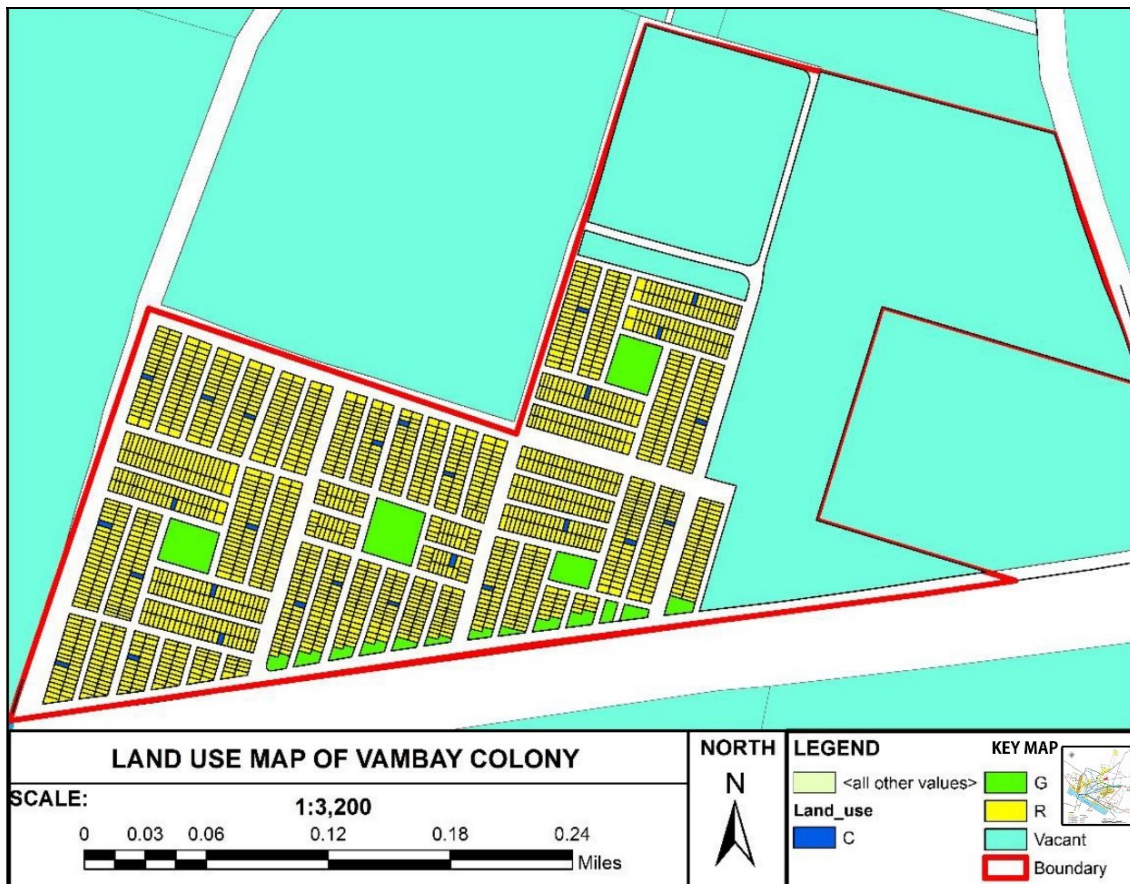 LAND USE MAP OF VAMBAY COLONY
SCALE:
1:3,200
0 0.03 0.06 0.12 0.18 0.24
Miles
NORTH
N
LEGEND
<all other values>
Land_use
C
KEY MAP
G
R
Vacant
Boundary